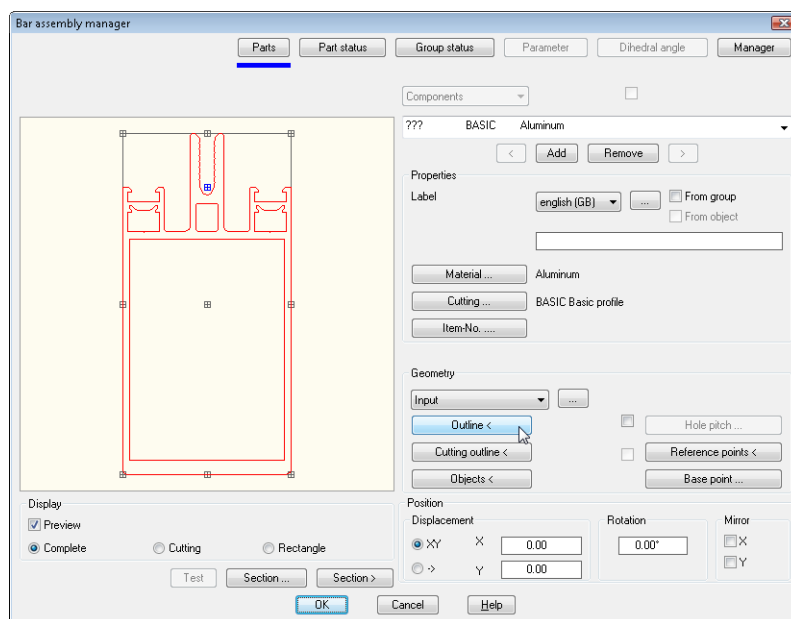 Bar assembly manager
Parts Part status Group status Parameter Dihedral angle Manager
Components
??? BASIC Aluminum
< Add Remove >
Properties
Label english (GB) ... From group
From object
Material ... Aluminum
Cutting ... BASIC Basic profile
Item-No. ....
Geometry
Input ...
Outline < Hole pitch ...
Cutting outline < Reference points <
Objects < Base point ...
Display
Preview
Complete Cutting Rectangle
Test Section ... Section >
Position
Displacement Rotation Mirror
XY X 0.00 0.00° X
-> Y 0.00 Y
OK Cancel Help